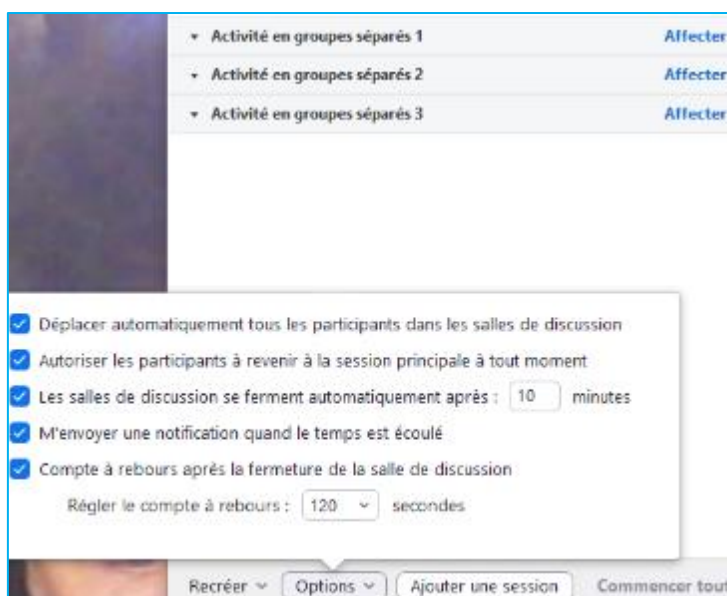 Activité en groupes séparés 1 Affecter
Activité en groupes séparés 2 Affecter
Activité en groupes séparés 3 Affecter
Déplacer automatiquement tous les participants dans les salles de discussion
Autoriser les participants à revenir à la session principale à tout moment
Les salles de discussion se ferment automatiquement après : 10 minutes
M'envoyer une notification quand le temps est écoulé
Compte à rebours après la fermeture de la salle de discussion
Régler le compte à rebours : 120 secondes
Recréer Options Ajouter une session Commencer tout